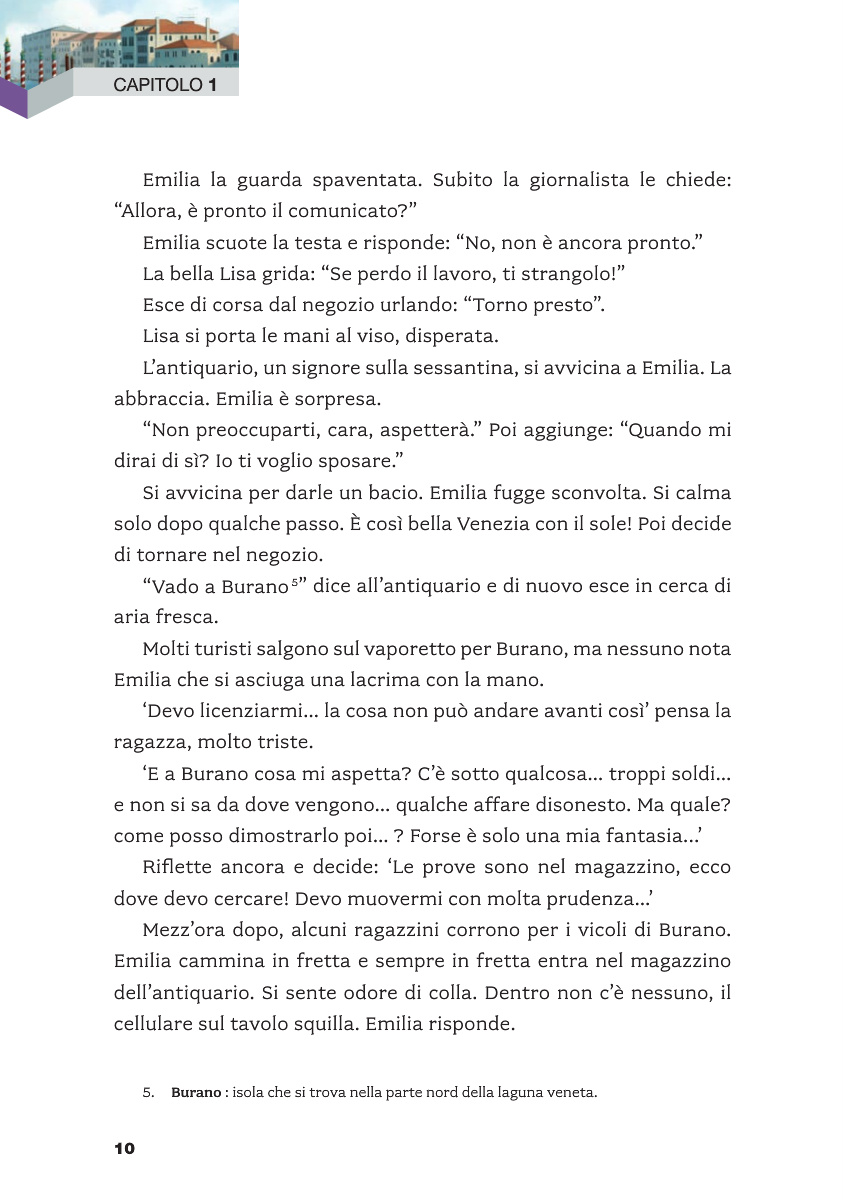 CAPITOLO 1
Emilia la guarda spaventata. Subito la giornalista le chiede:
“Allora, è pronto il comunicato?”
Emilia scuote la testa e risponde: “No, non è ancora pronto.”
La bella Lisa grida: “Se perdo il lavoro, ti strangolo!”
Esce di corsa dal negozio urlando: “Torno presto”.
Lisa si porta le mani al viso, disperata.
L’antiquario, un signore sulla sessantina, si avvicina a Emilia. La
abbraccia. Emilia è sorpresa.
“Non preoccuparti, cara, aspetterà.” Poi aggiunge: “Quando mi
dirai di sì? Io ti voglio sposare.”
Si avvicina per darle un bacio. Emilia fugge sconvolta. Si calma
solo dopo qualche passo. È così bella Venezia con il sole! Poi decide
di tornare nel negozio.
“Vado a Burano⁵” dice all’antiquario e di nuovo esce in cerca di
aria fresca.
Molti turisti salgono sul vaporetto per Burano, ma nessuno nota
Emilia che si asciuga una lacrima con la mano.
‘Devo licenziarmi... la cosa non può andare avanti così’ pensa la
ragazza, molto triste.
‘E a Burano cosa mi aspetta? C’è sotto qualcosa... troppi soldi...
e non si sa da dove vengono... qualche affare disonesto. Ma quale?
come posso dimostrarlo poi... ? Forse è solo una mia fantasia...’
Riflette ancora e decide: ‘Le prove sono nel magazzino, ecco
dove devo cercare! Devo muovermi con molta prudenza...’
Mezz’ora dopo, alcuni ragazzini corrono per i vicoli di Burano.
Emilia cammina in fretta e sempre in fretta entra nel magazzino
dell’antiquario. Si sente odore di colla. Dentro non c’è nessuno, il
cellulare sul tavolo squilla. Emilia risponde.
5. Burano : isola che si trova nella parte nord della laguna veneta.
10